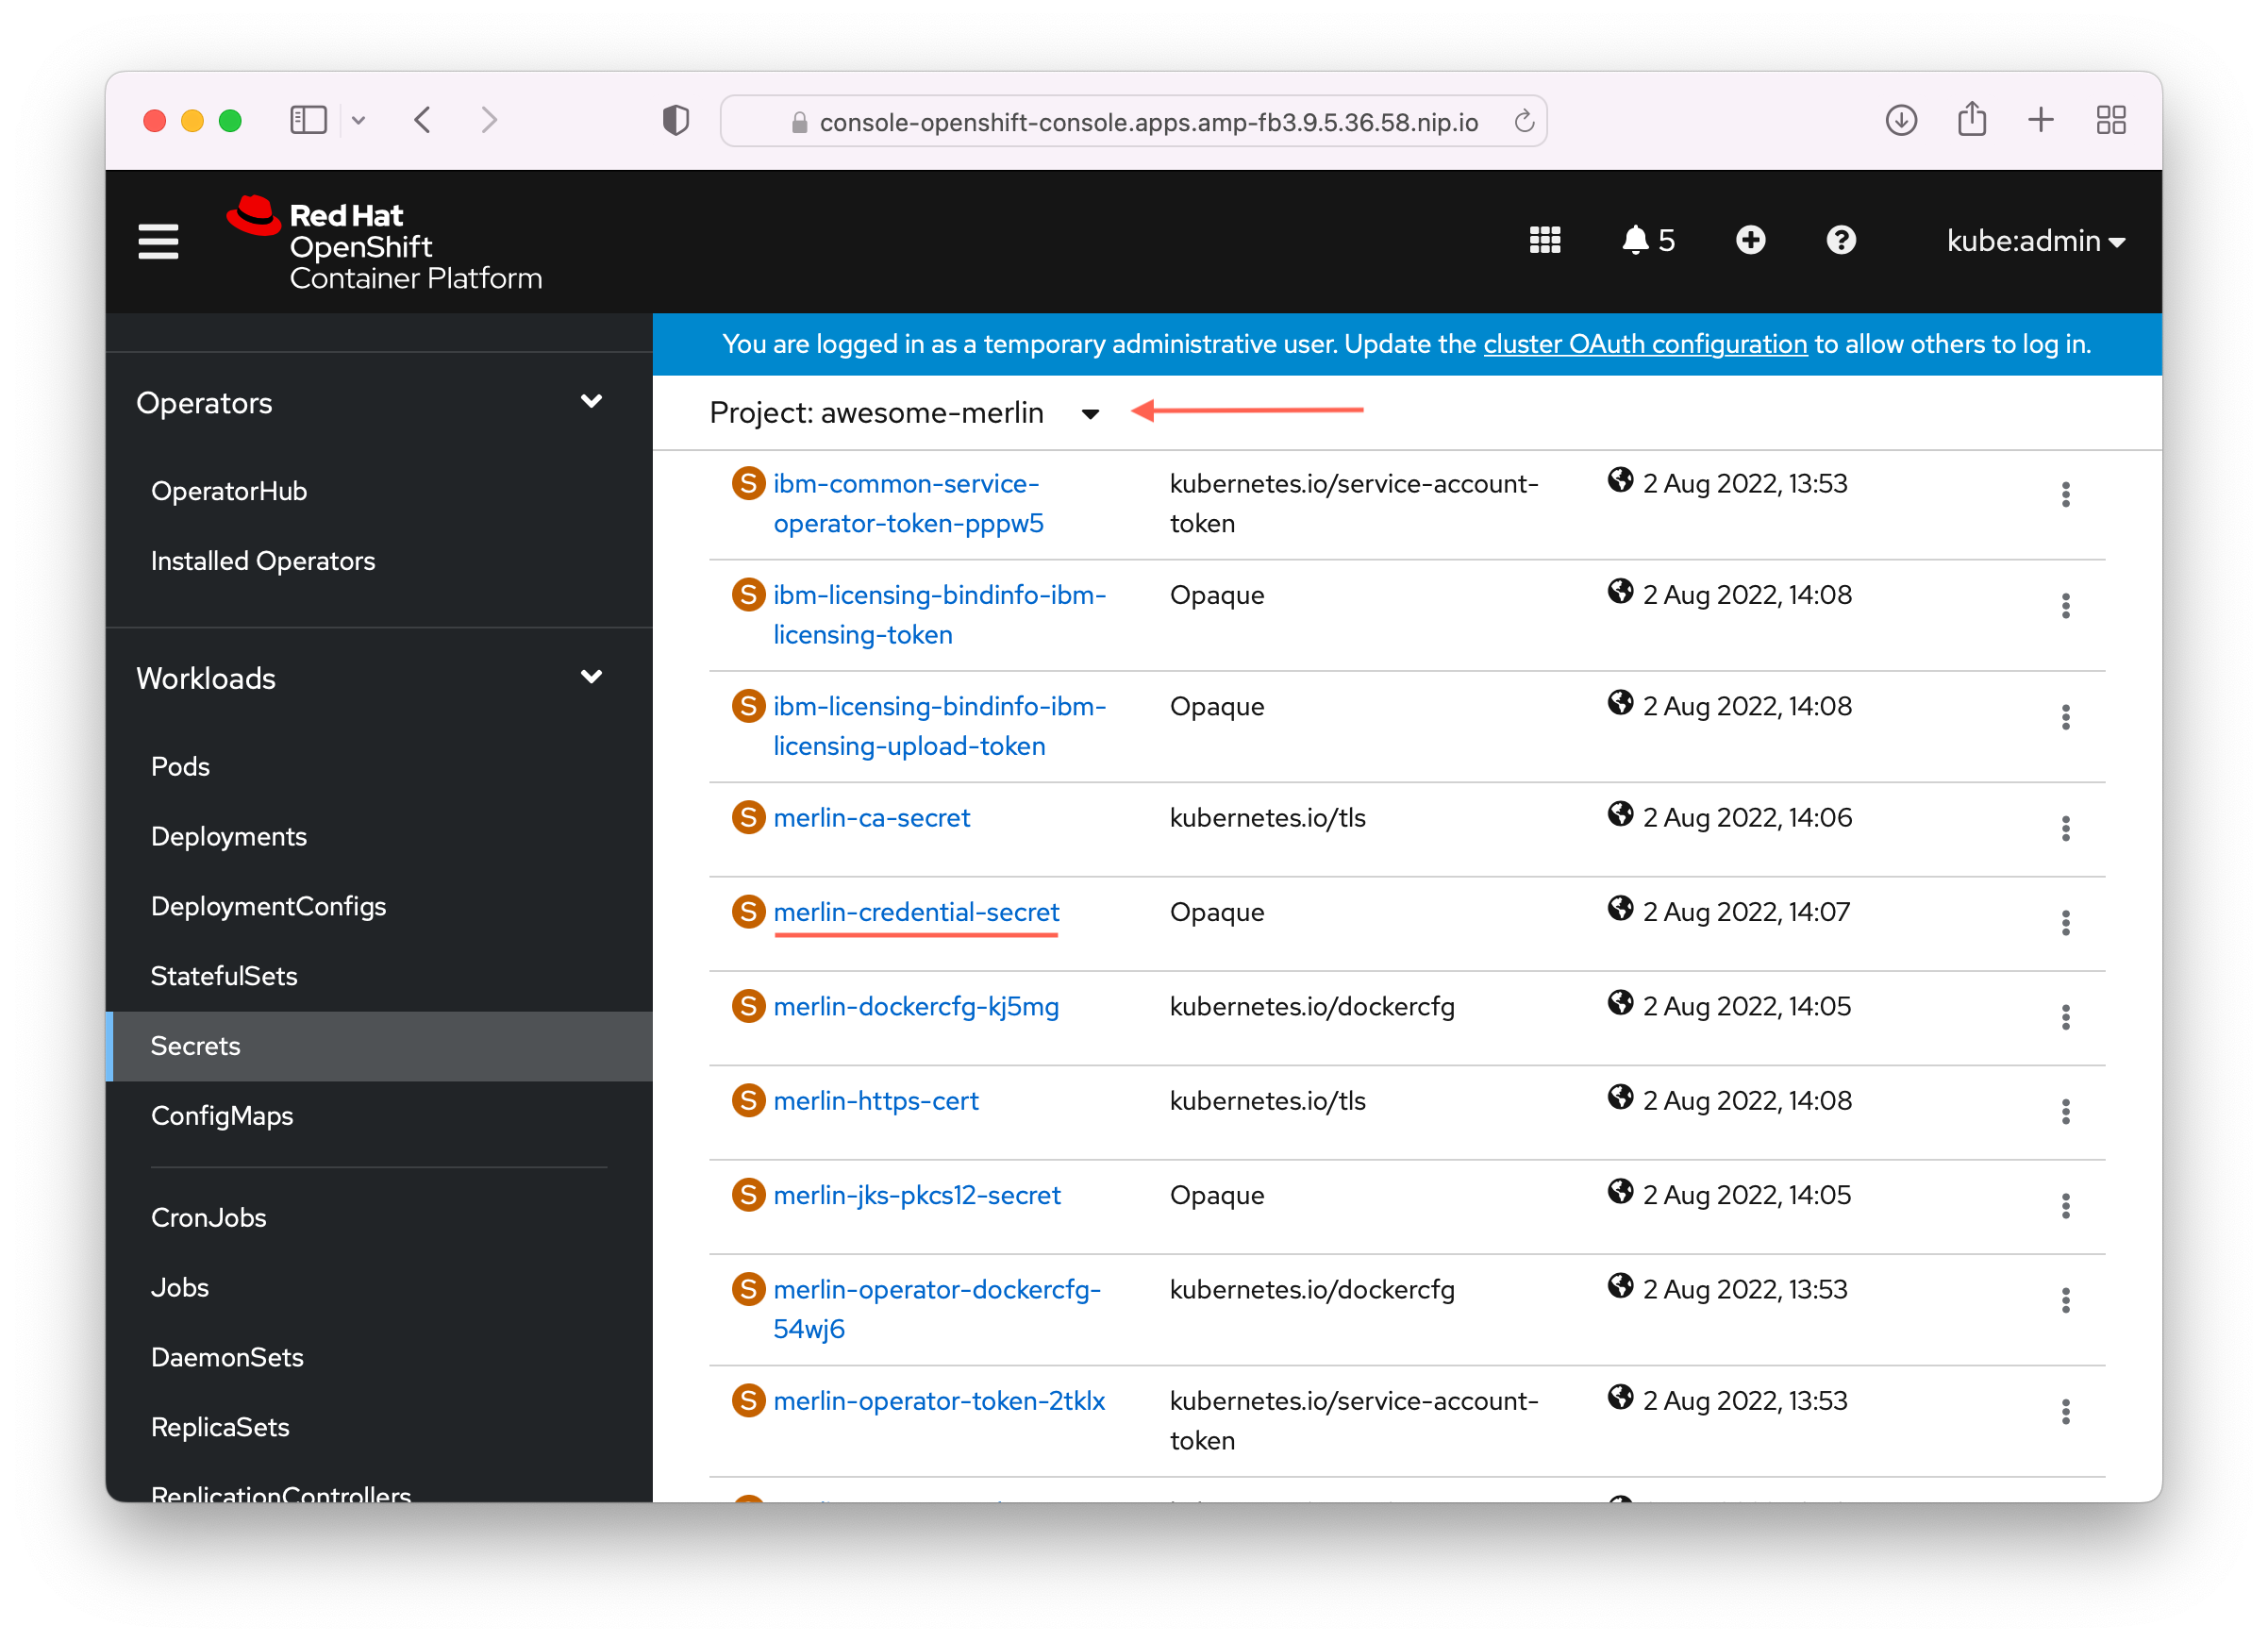 console-openshift-console.apps.amp-fb3.9.5.36.58.nip.io
Red Hat
OpenShift
Container Platform
5
kube:admin
You are logged in as a temporary administrative user. Update the cluster OAuth configuration to allow others to log in.
Operators
OperatorHub
Installed Operators
Workloads
Pods
Deployments
DeploymentConfigs
StatefulSets
Secrets
ConfigMaps
CronJobs
Jobs
DaemonSets
ReplicaSets
ReplicationControllers
Project: awesome-merlin
S ibm-common-service- kubernetes.io/service-account- 2 Aug 2022, 13:53
operator-token-pppw5 token
S ibm-licensing-bindinfo-ibm- Opaque 2 Aug 2022, 14:08
licensing-token
S ibm-licensing-bindinfo-ibm- Opaque 2 Aug 2022, 14:08
licensing-upload-token
S merlin-ca-secret kubernetes.io/tls 2 Aug 2022, 14:06
S merlin-credential-secret Opaque 2 Aug 2022, 14:07
S merlin-dockercfg-kj5mg kubernetes.io/dockercfg 2 Aug 2022, 14:05
S merlin-https-cert kubernetes.io/tls 2 Aug 2022, 14:08
S merlin-jks-pkcs12-secret Opaque 2 Aug 2022, 14:05
S merlin-operator-dockercfg- kubernetes.io/dockercfg 2 Aug 2022, 13:53
54wj6
S merlin-operator-token-2tklx kubernetes.io/service-account- 2 Aug 2022, 13:53
token